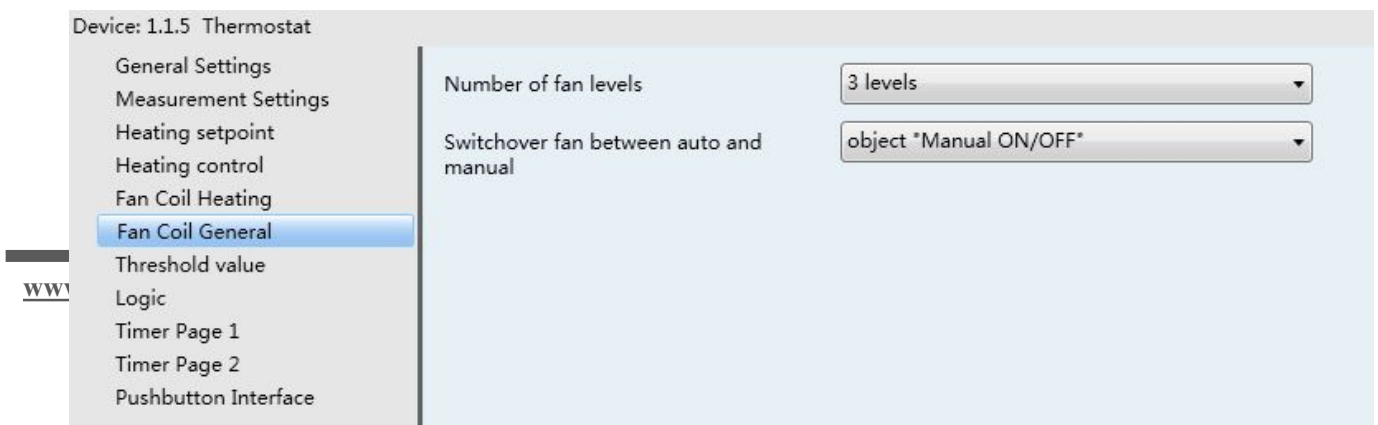 Device: 1.1.5 Thermostat
General Settings
Measurement Settings
Heating setpoint
Heating control
Fan Coil Heating
Fan Coil General
Threshold value
Logic
Timer Page 1
Timer Page 2
Pushbutton Interface
Number of fan levels
3 levels
Switchover fan between auto and
manual
object "Manual ON/OFF"